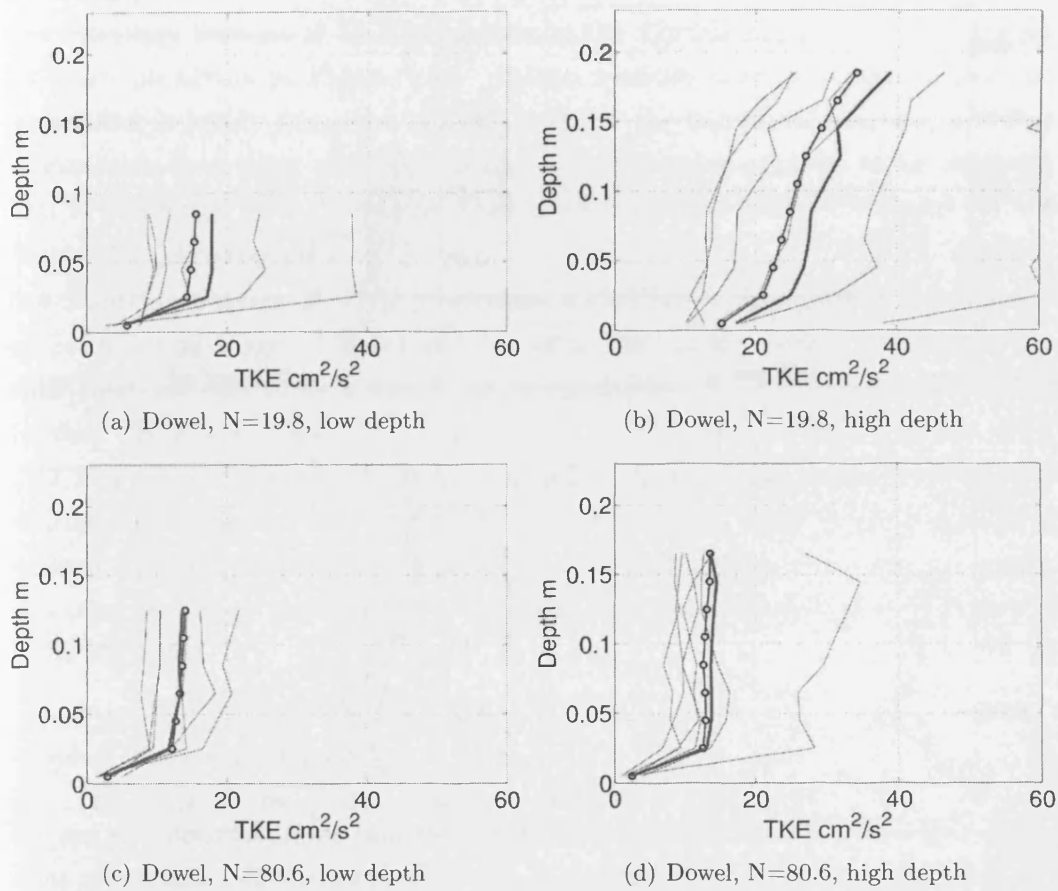 0.2
0.15
0.1
0.05
0
Depth m
0 20 40 60
TKE cm²/s²
(a) Dowel, N=19.8, low depth
0.2
0.15
0.1
0.05
0
Depth m
0 20 40 60
TKE cm²/s²
(b) Dowel, N=19.8, high depth
0.2
0.15
0.1
0.05
0
Depth m
0 20 40 60
TKE cm²/s²
(c) Dowel, N=80.6, low depth
0.2
0.15
0.1
0.05
0
Depth m
0 20 40 60
TKE cm²/s²
(d) Dowel, N=80.6, high depth